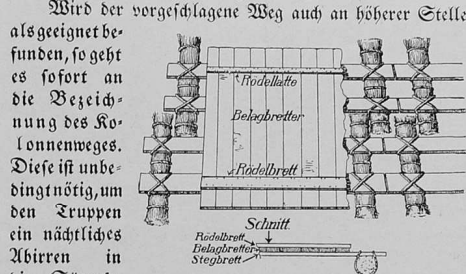 Wird der vorgeschlagene Weg auch an höherer Stelle
als geeignet be-
funden, so geht
es sofort an
die Bezeich-
nung des Ko-
lonnenweges.
Diese ist unbe-
dingt nötig, um
den Truppen
ein nächtliches
Abirren in
Rödellatte
Belagbretter
Rödelbrett
Schnitt
Rödelbrett
Belagbretter
Stegbrett